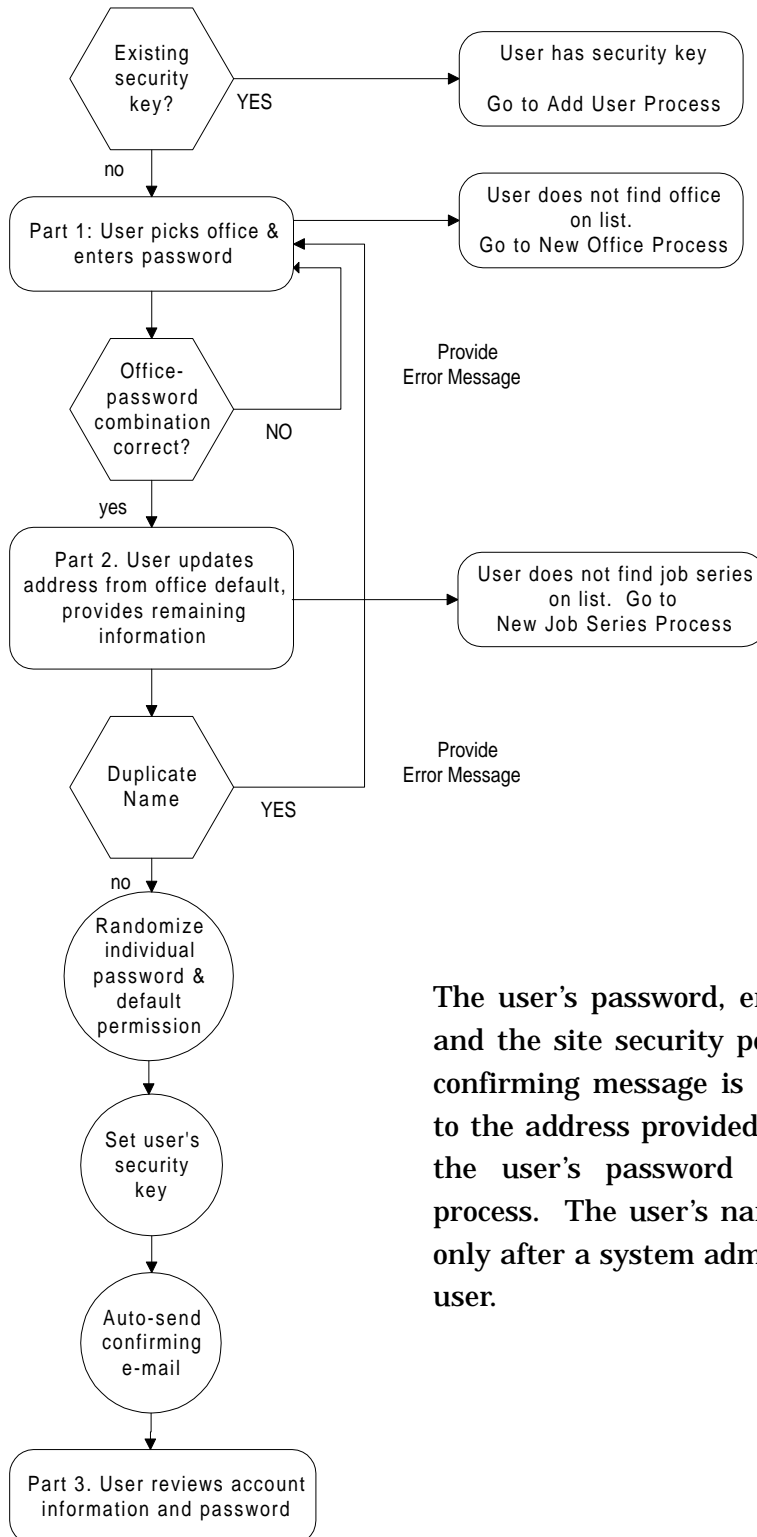 Existing
security
key?
YES
User has security key
Go to Add User Process
no
Part 1: User picks office &
enters password
User does not find office
on list.
Go to New Office Process
Provide
Error Message
Office-
password
combination
correct?
NO
yes
Part 2. User updates
address from office default,
provides remaining
information
User does not find job series
on list. Go to
New Job Series Process
Duplicate
Name
YES
Provide
Error Message
no
Randomize
individual
password &
default
permission
Set user's
security
key
Auto-send
confirming
e-mail
Part 3. User reviews account
information and password
The user’s password, en
and the site security pe
confirming message is
to the address provided
the user’s password
process. The user’s nar
only after a system adm
user.